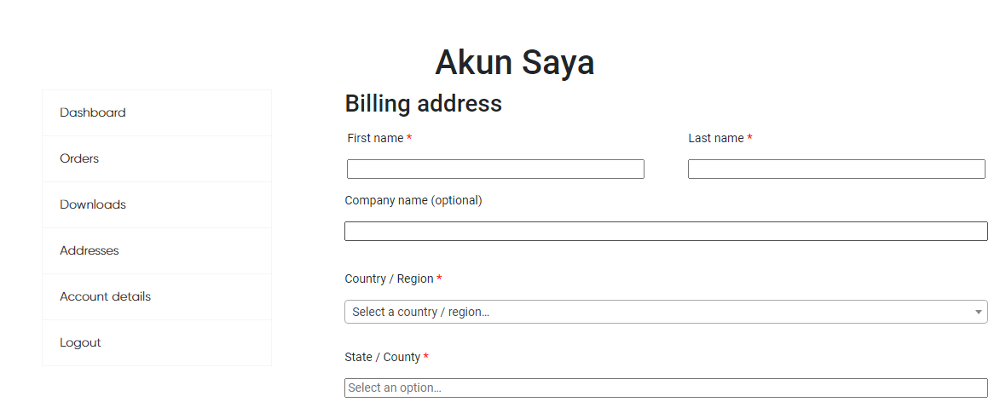 Akun Saya
Dashboard
Orders
Downloads
Addresses
Account details
Logout
Billing address
First name *
Last name *
Company name (optional)
Country / Region *
Select a country / region…
State / County *
Select an option…